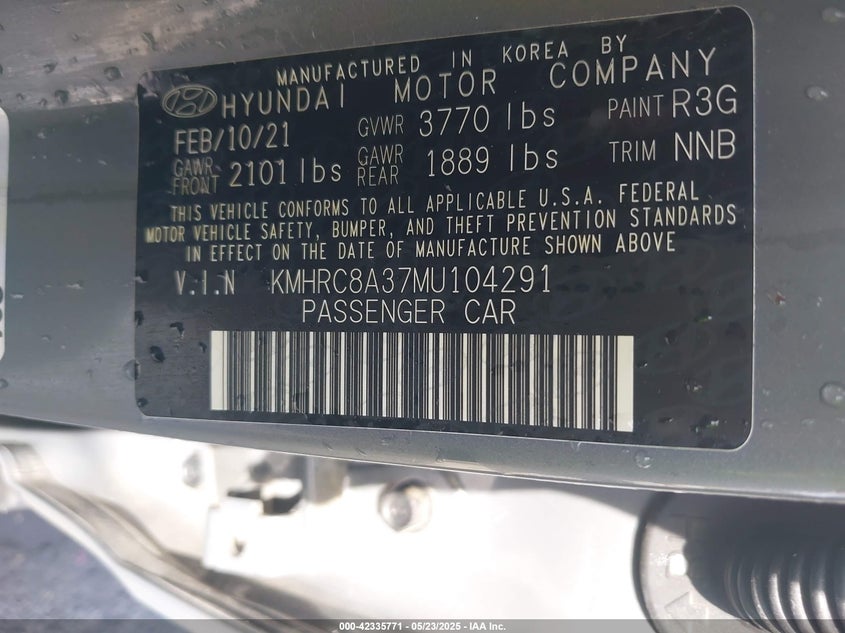 MANUFACTURED IN KOREA BY
HYUNDAI MOTOR COMPANY
FEB/10/21 GVWR 3770 lbs PAINT R3G
GAWR FRONT 2101 lbs GAWR REAR 1889 lbs TRIM NNB
THIS VEHICLE CONFORMS TO ALL APPLICABLE U.S.A. FEDERAL
MOTOR VEHICLE SAFETY, BUMPER, AND THEFT PREVENTION STANDARDS
IN EFFECT ON THE DATE OF MANUFACTURE SHOWN ABOVE
V.I.N KMHRC8A37MU104291
PASSENGER CAR
000-42335771 - 05/23/2025 - IAA Inc.